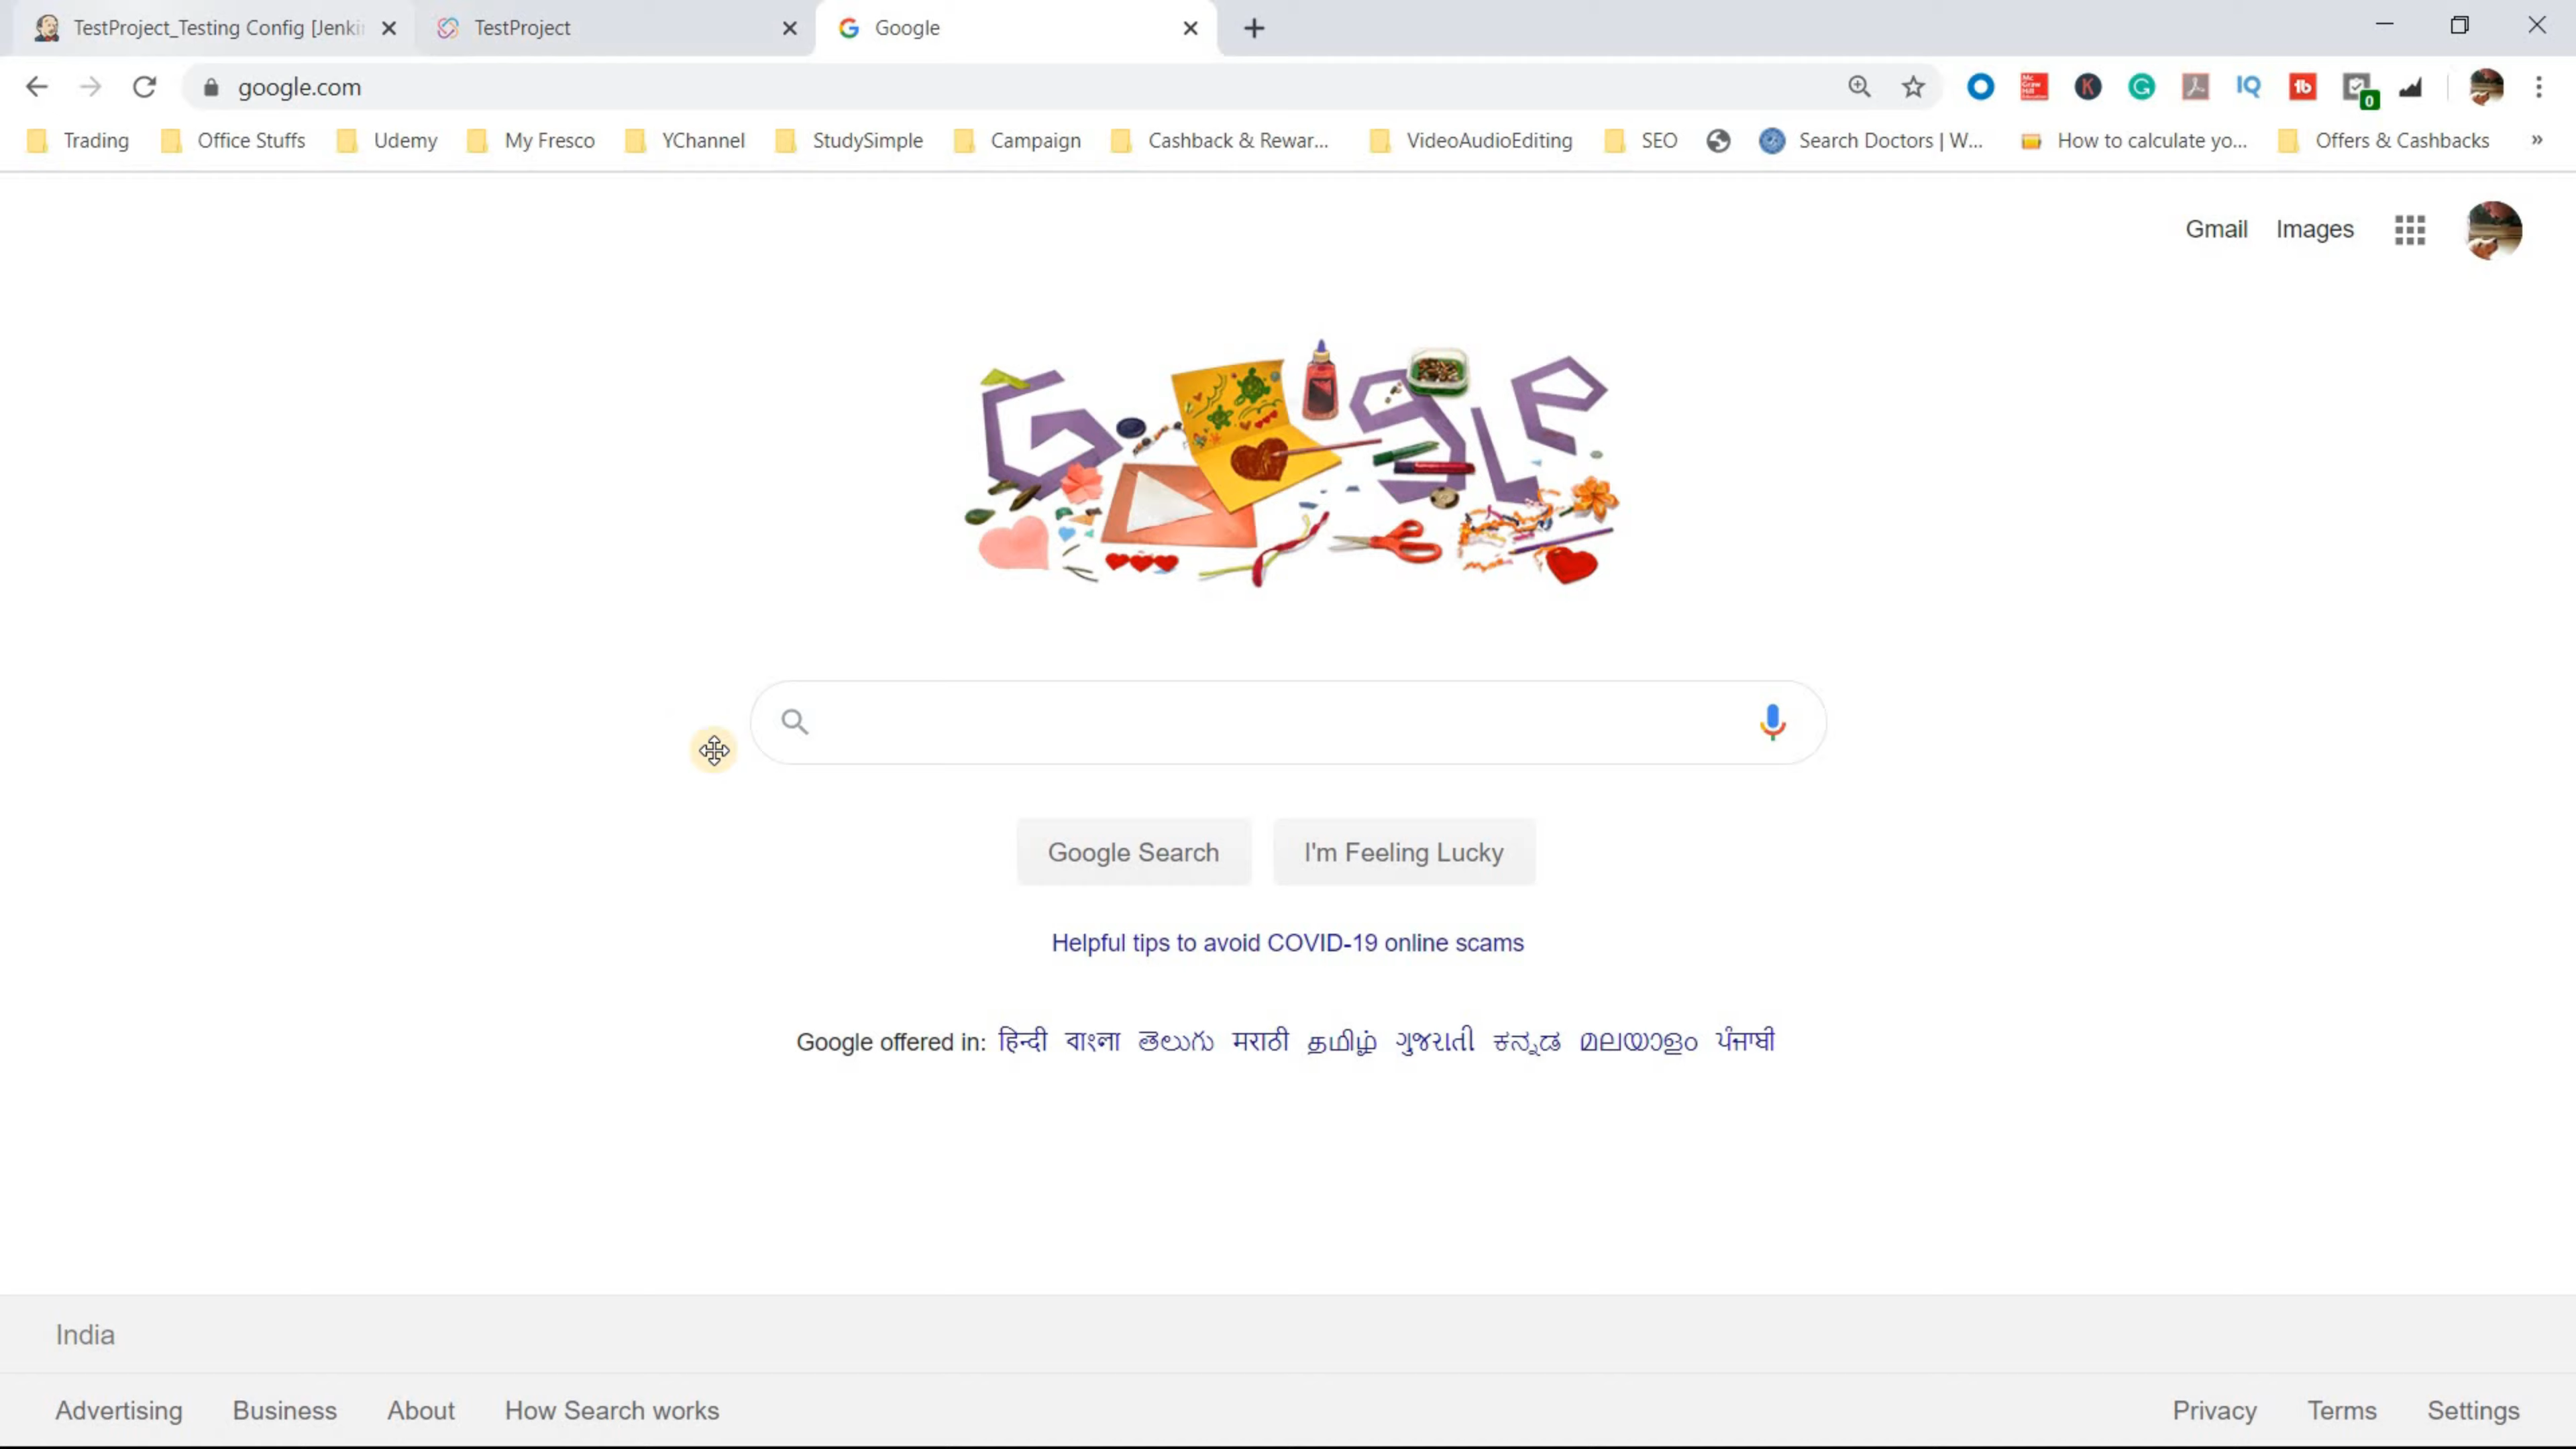 TestProject_Testing Config [Jenki
TestProject
Google
google.com
Trading
Office Stuffs
Udemy
My Fresco
YChannel
StudySimple
Campaign
Cashback & Rewar...
VideoAudioEditing
SEO
Search Doctors | W...
How to calculate yo...
Offers & Cashbacks
»
IQ
0
Gmail Images
Google
Google Search
I'm Feeling Lucky
Helpful tips to avoid COVID-19 online scams
Google offered in: हिन्दी বাংলা తెలుగు मराठी தமிழ் ગુજરાતી ಕನ್ನಡ മലയാളം ਪੰਜਾਬੀ
India
Advertising Business About How Search works
Privacy Terms Settings